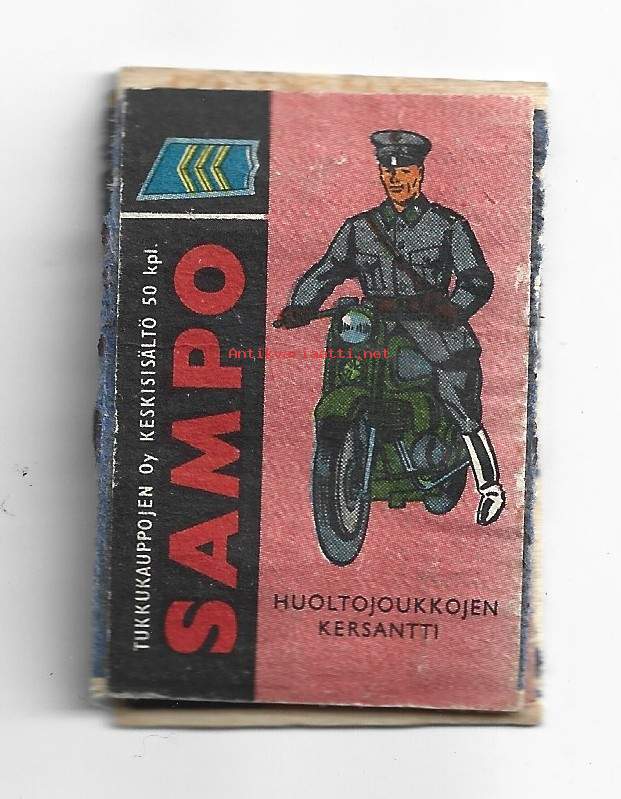 TUKKUKAUPPOJEN Oy KESKISISÄLTÖ 50 kpl.
SAMPO
Antikvariaatti.net
HUOLTOJOUKKOJEN
KERSANTTI